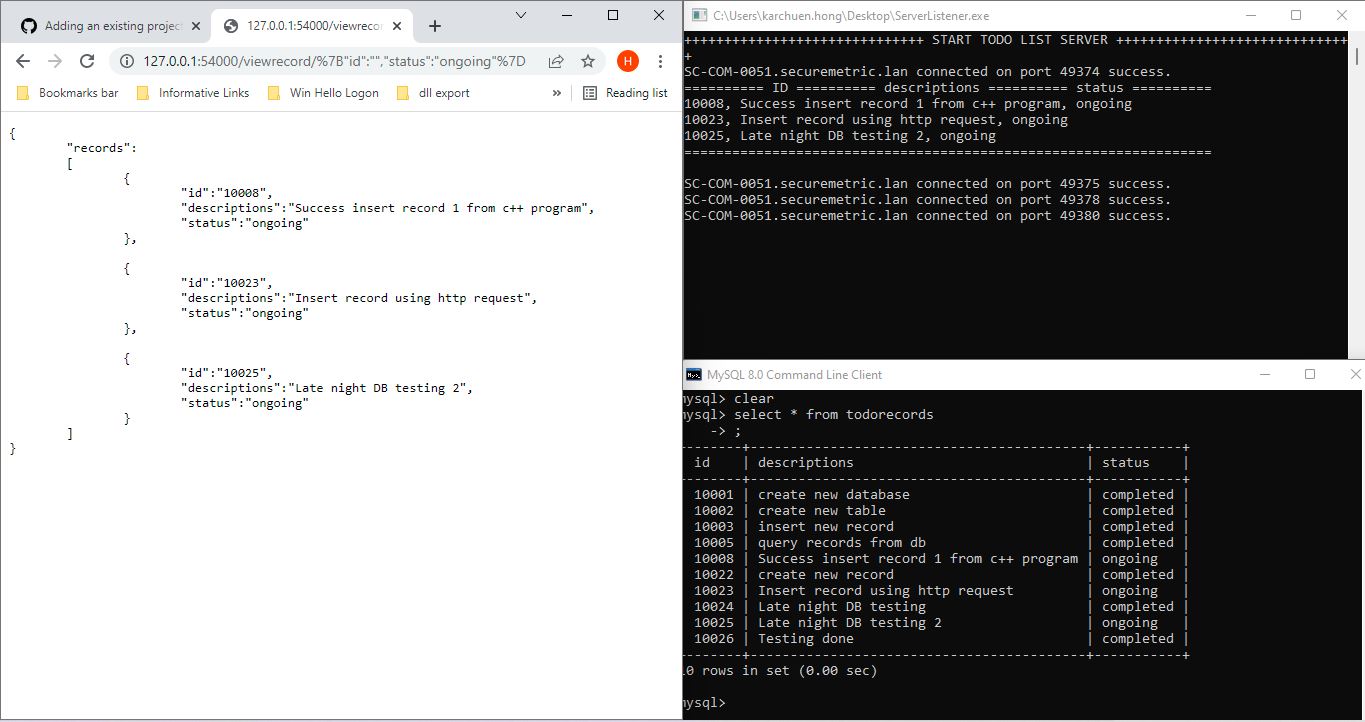 Adding an existing projec
127.0.0.1:54000/viewrecor
127.0.0.1:54000/viewrecord/%7B"id":"","status":"ongoing"%7D
H
Bookmarks bar
Informative Links
Win Hello Logon
dll export
»
Reading list
{
"records":
[
{
"id":"10008",
"descriptions":"Success insert record 1 from c++ program",
"status":"ongoing"
},
{
"id":"10023",
"descriptions":"Insert record using http request",
"status":"ongoing"
},
{
"id":"10025",
"descriptions":"Late night DB testing 2",
"status":"ongoing"
}
]
}
C:\Users\karchuen.hong\Desktop\ServerListener.exe
++++++++++++++++++++++++++++++ START TODO LIST SERVER +++++++++++++++++++++++++++++
+
SC-COM-0051.securemetric.lan connected on port 49374 success.
========== ID ========== descriptions ========== status ==========
10008, Success insert record 1 from c++ program, ongoing
10023, Insert record using http request, ongoing
10025, Late night DB testing 2, ongoing
==================================================================
SC-COM-0051.securemetric.lan connected on port 49375 success.
SC-COM-0051.securemetric.lan connected on port 49378 success.
SC-COM-0051.securemetric.lan connected on port 49380 success.
MySQL 8.0 Command Line Client
mysql> clear
mysql> select * from todorecords
-> ;
-------+------------------------------------------+-----------+
id | descriptions | status |
-------+------------------------------------------+-----------+
10001 | create new database | completed |
10002 | create new table | completed |
10003 | insert new record | completed |
10005 | query records from db | completed |
10008 | Success insert record 1 from c++ program | ongoing |
10022 | create new record | completed |
10023 | Insert record using http request | ongoing |
10024 | Late night DB testing | completed |
10025 | Late night DB testing 2 | ongoing |
10026 | Testing done | completed |
-------+------------------------------------------+-----------+
10 rows in set (0.00 sec)
mysql>